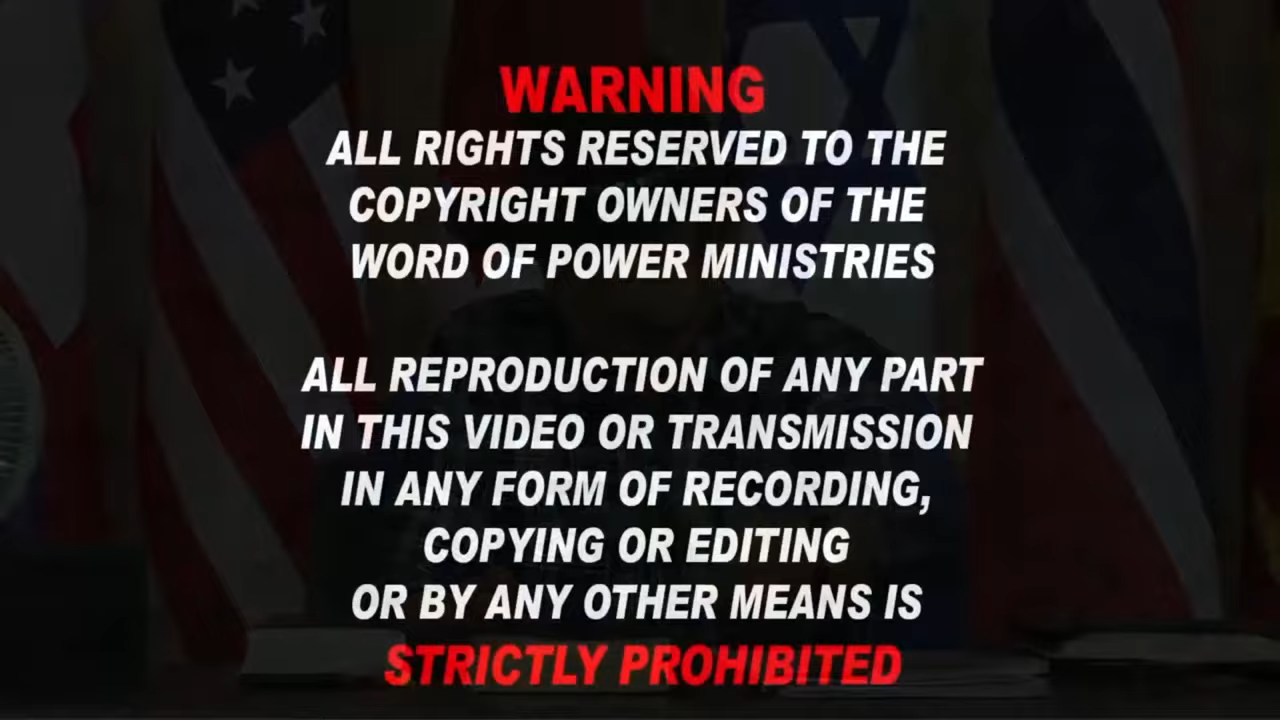 WARNING
ALL RIGHTS RESERVED TO THE
COPYRIGHT OWNERS OF THE
WORD OF POWER MINISTRIES
ALL REPRODUCTION OF ANY PART
IN THIS VIDEO OR TRANSMISSION
IN ANY FORM OF RECORDING,
COPYING OR EDITING
OR BY ANY OTHER MEANS IS
STRICTLY PROHIBITED